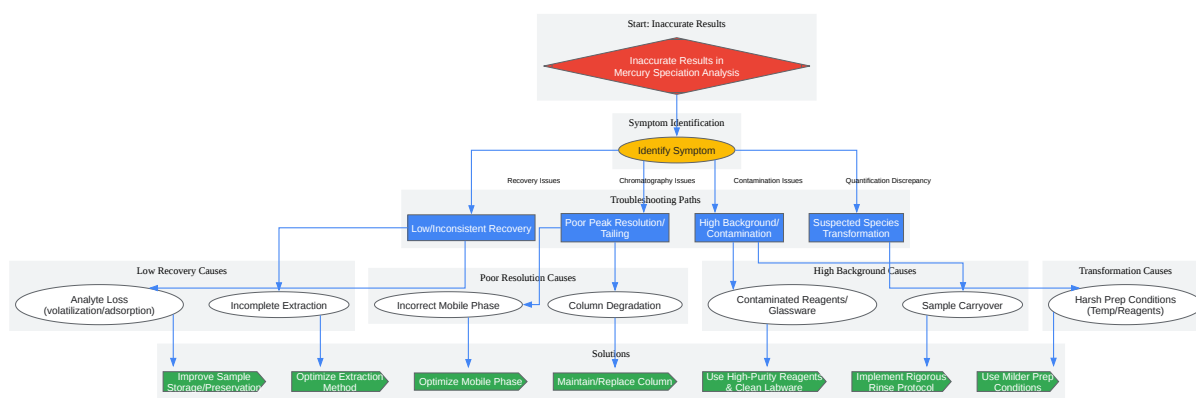 Start: Inaccurate Results
Inaccurate Results in
Mercury Speciation Analysis
Symptom Identification
Identify Symptom
Recovery Issues
Chromatography Issues
Contamination Issues
Quantification Discrepancy
Troubleshooting Paths
Low/Inconsistent Recovery
Poor Peak Resolution/
Tailing
High Background/
Contamination
Suspected Species
Transformation
Low Recovery Causes
Poor Resolution Causes
High Background Causes
Transformation Causes
Analyte Loss
(volatilization/adsorption)
Incomplete Extraction
Incorrect Mobile Phase
Column Degradation
Contaminated Reagents/
Glassware
Sample Carryover
Harsh Prep Conditions
(Temp/Reagents)
Solutions
Improve Sample
Storage/Preservation
Optimize Extraction
Method
Optimize Mobile Phase
Maintain/Replace Column
Use High-Purity Reagents
& Clean Labware
Implement Rigorous
Rinse Protocol
Use Milder Prep
Conditions